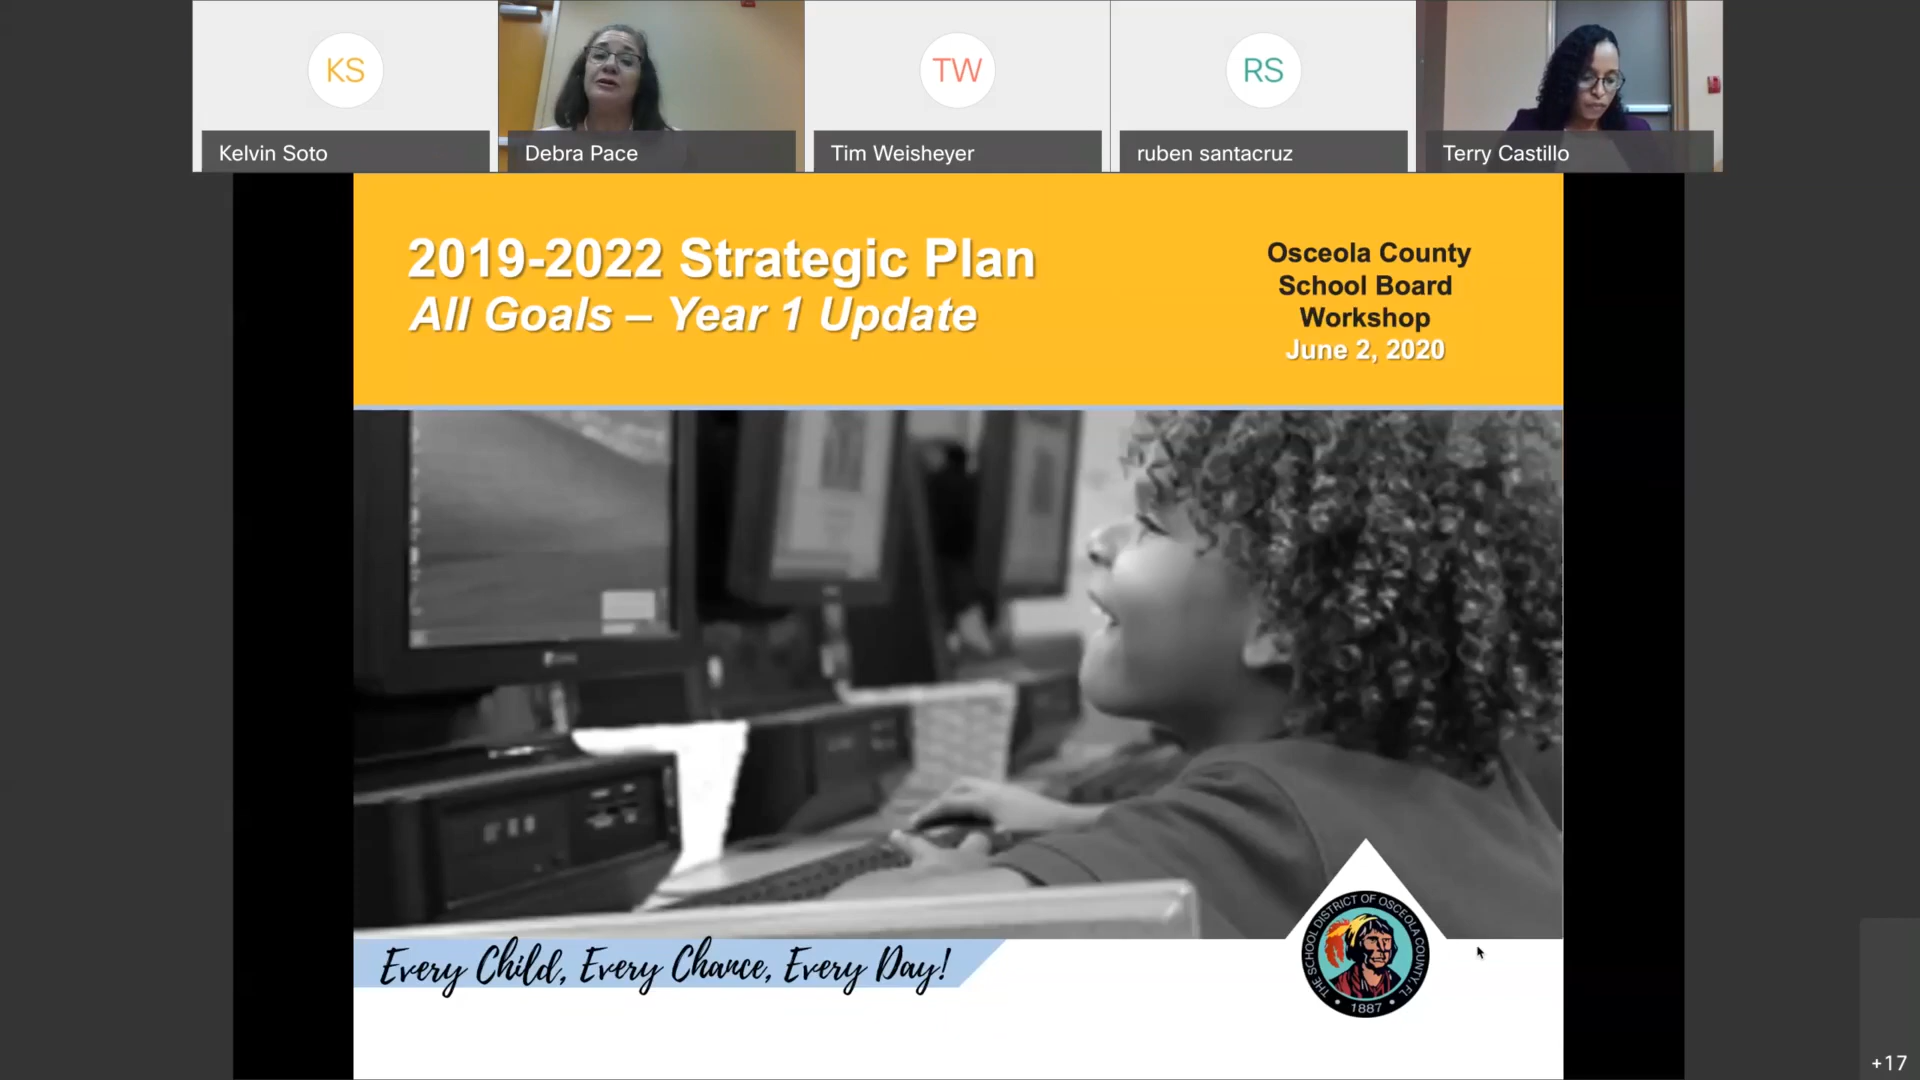 KS
TW
RS
Kelvin Soto
Debra Pace
Tim Weisheyer
ruben santacruz
Terry Castillo
2019-2022 Strategic Plan
All Goals – Year 1 Update
Osceola County
School Board
Workshop
June 2, 2020
Every Child, Every Chance, Every Day!
THE SCHOOL DISTRICT OF OSCEOLA COUNTY, FL
1887
+17